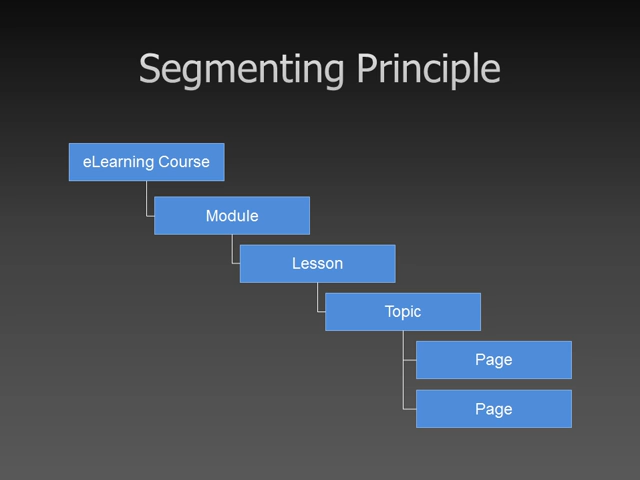 Segmenting Principle
eLearning Course
Module
Lesson
Topic
Page
Page